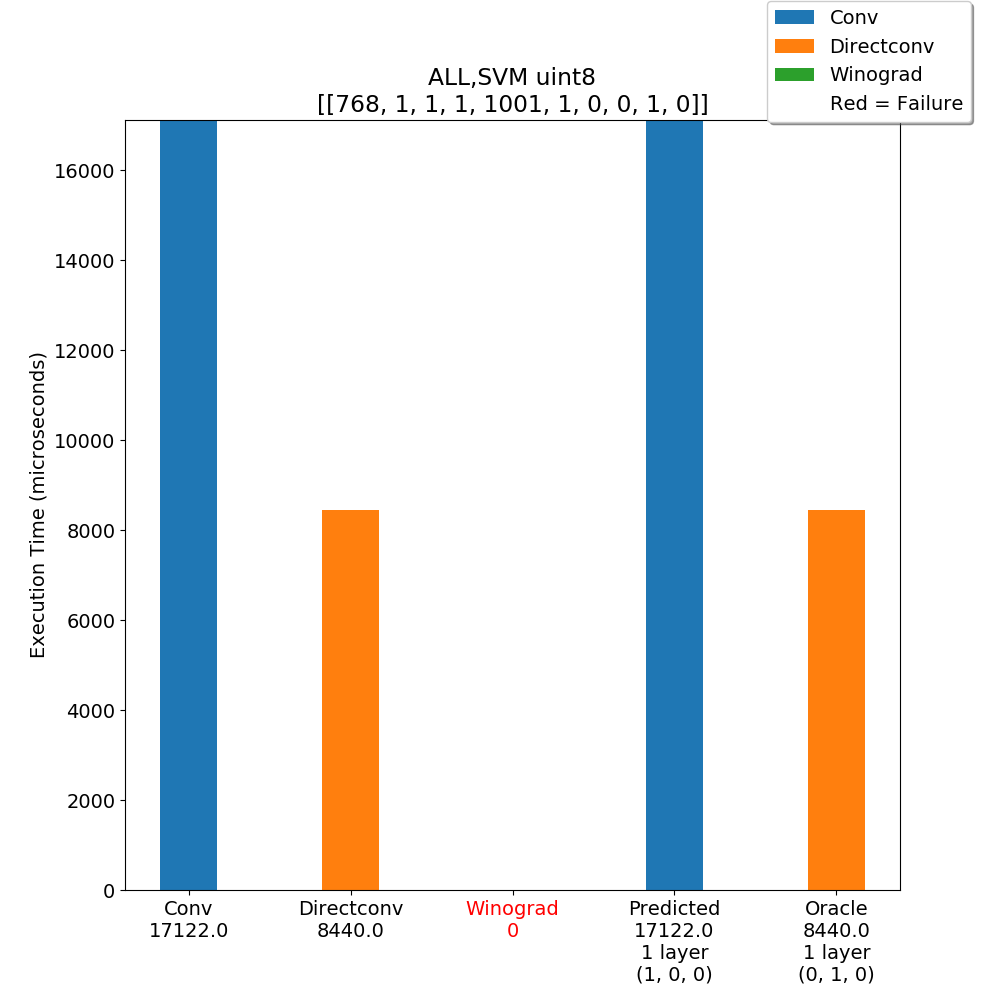 Conv
Directconv
Winograd
Red = Failure
ALL,SVM uint8
[[768, 1, 1, 1, 1001, 1, 0, 0, 1, 0]]
Execution Time (microseconds)
16000
14000
12000
10000
8000
6000
4000
2000
0
Conv
17122.0
Directconv
8440.0
Winograd
0
Predicted
17122.0
1 layer
(1, 0, 0)
Oracle
8440.0
1 layer
(0, 1, 0)